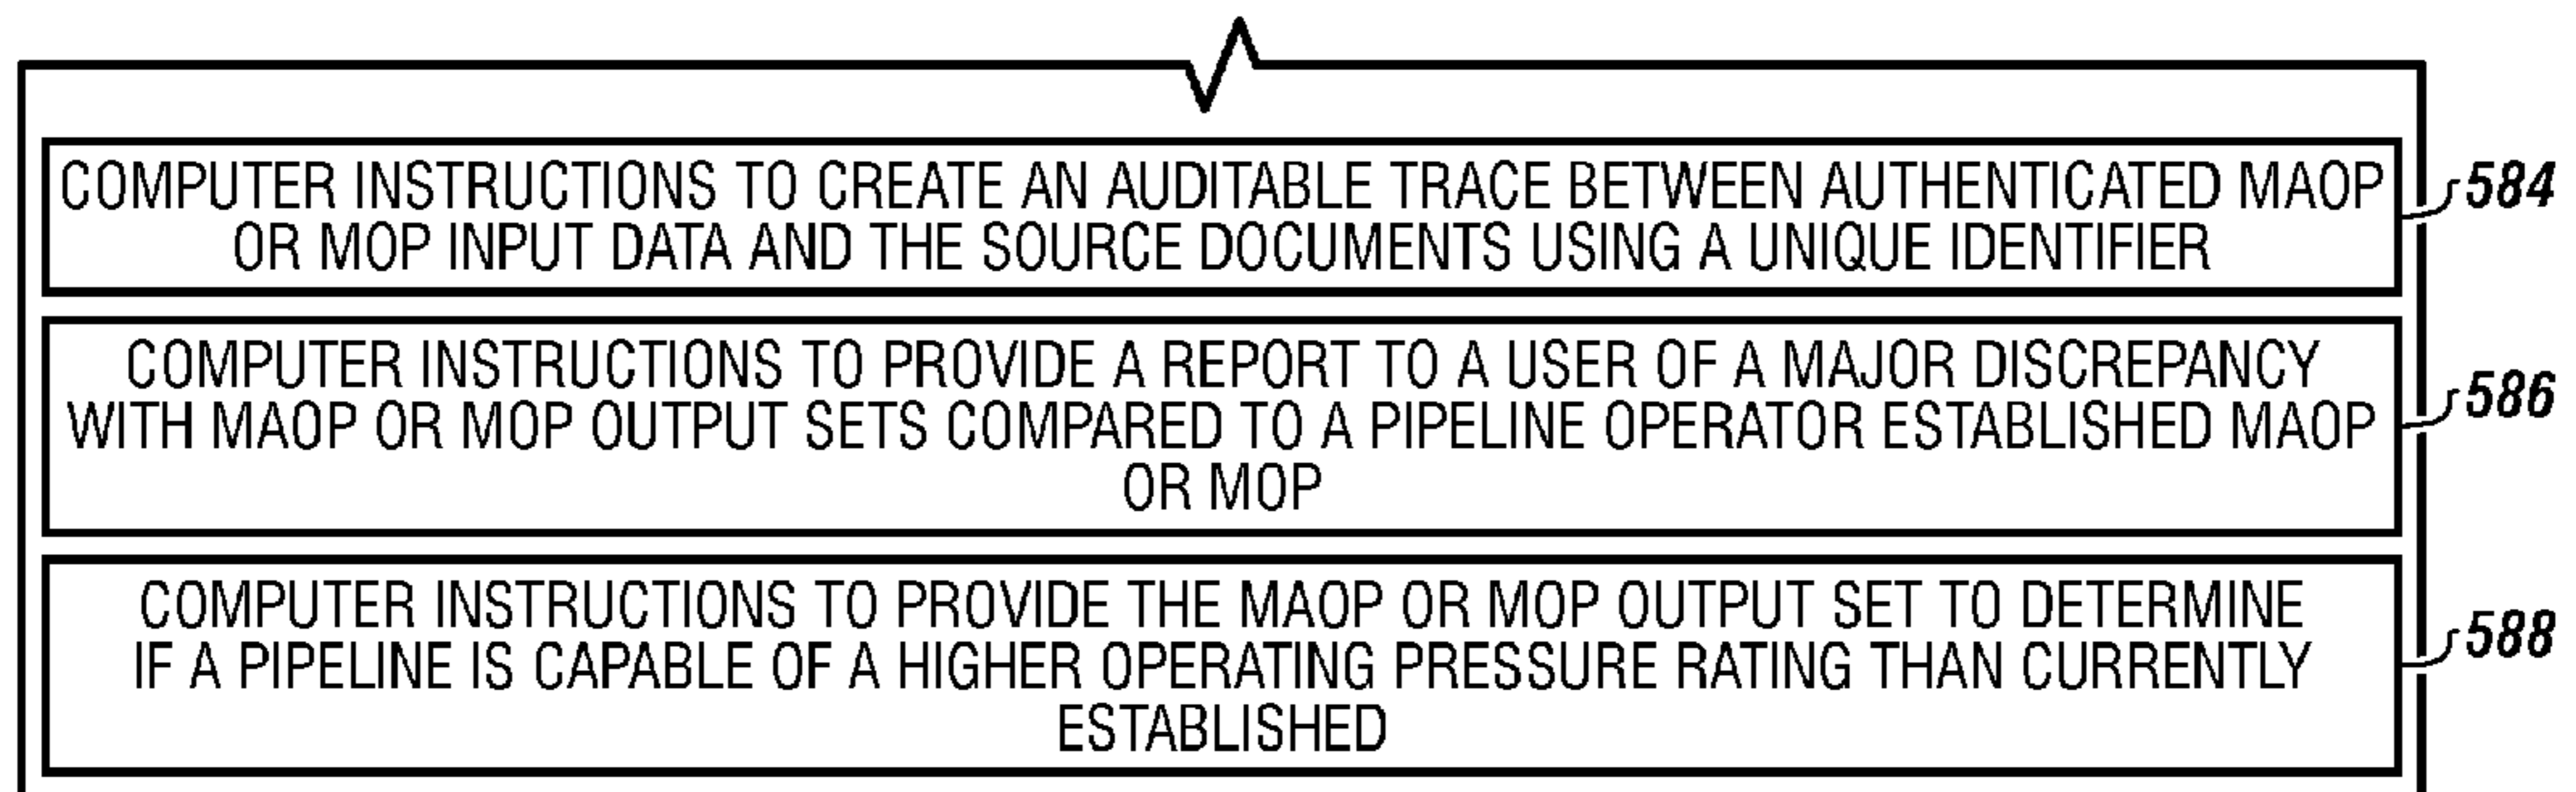 COMPUTER INSTRUCTIONS TO CREATE AN AUDITABLE TRACE BETWEEN AUTHENTICATED MAOP
OR MOP INPUT DATA AND THE SOURCE DOCUMENTS USING A UNIQUE IDENTIFIER
584
COMPUTER INSTRUCTIONS TO PROVIDE A REPORT TO A USER OF A MAJOR DISCREPANCY
WITH MAOP OR MOP OUTPUT SETS COMPARED TO A PIPELINE OPERATOR ESTABLISHED MAOP
OR MOP
586
COMPUTER INSTRUCTIONS TO PROVIDE THE MAOP OR MOP OUTPUT SET TO DETERMINE
IF A PIPELINE IS CAPABLE OF A HIGHER OPERATING PRESSURE RATING THAN CURRENTLY
ESTABLISHED
588